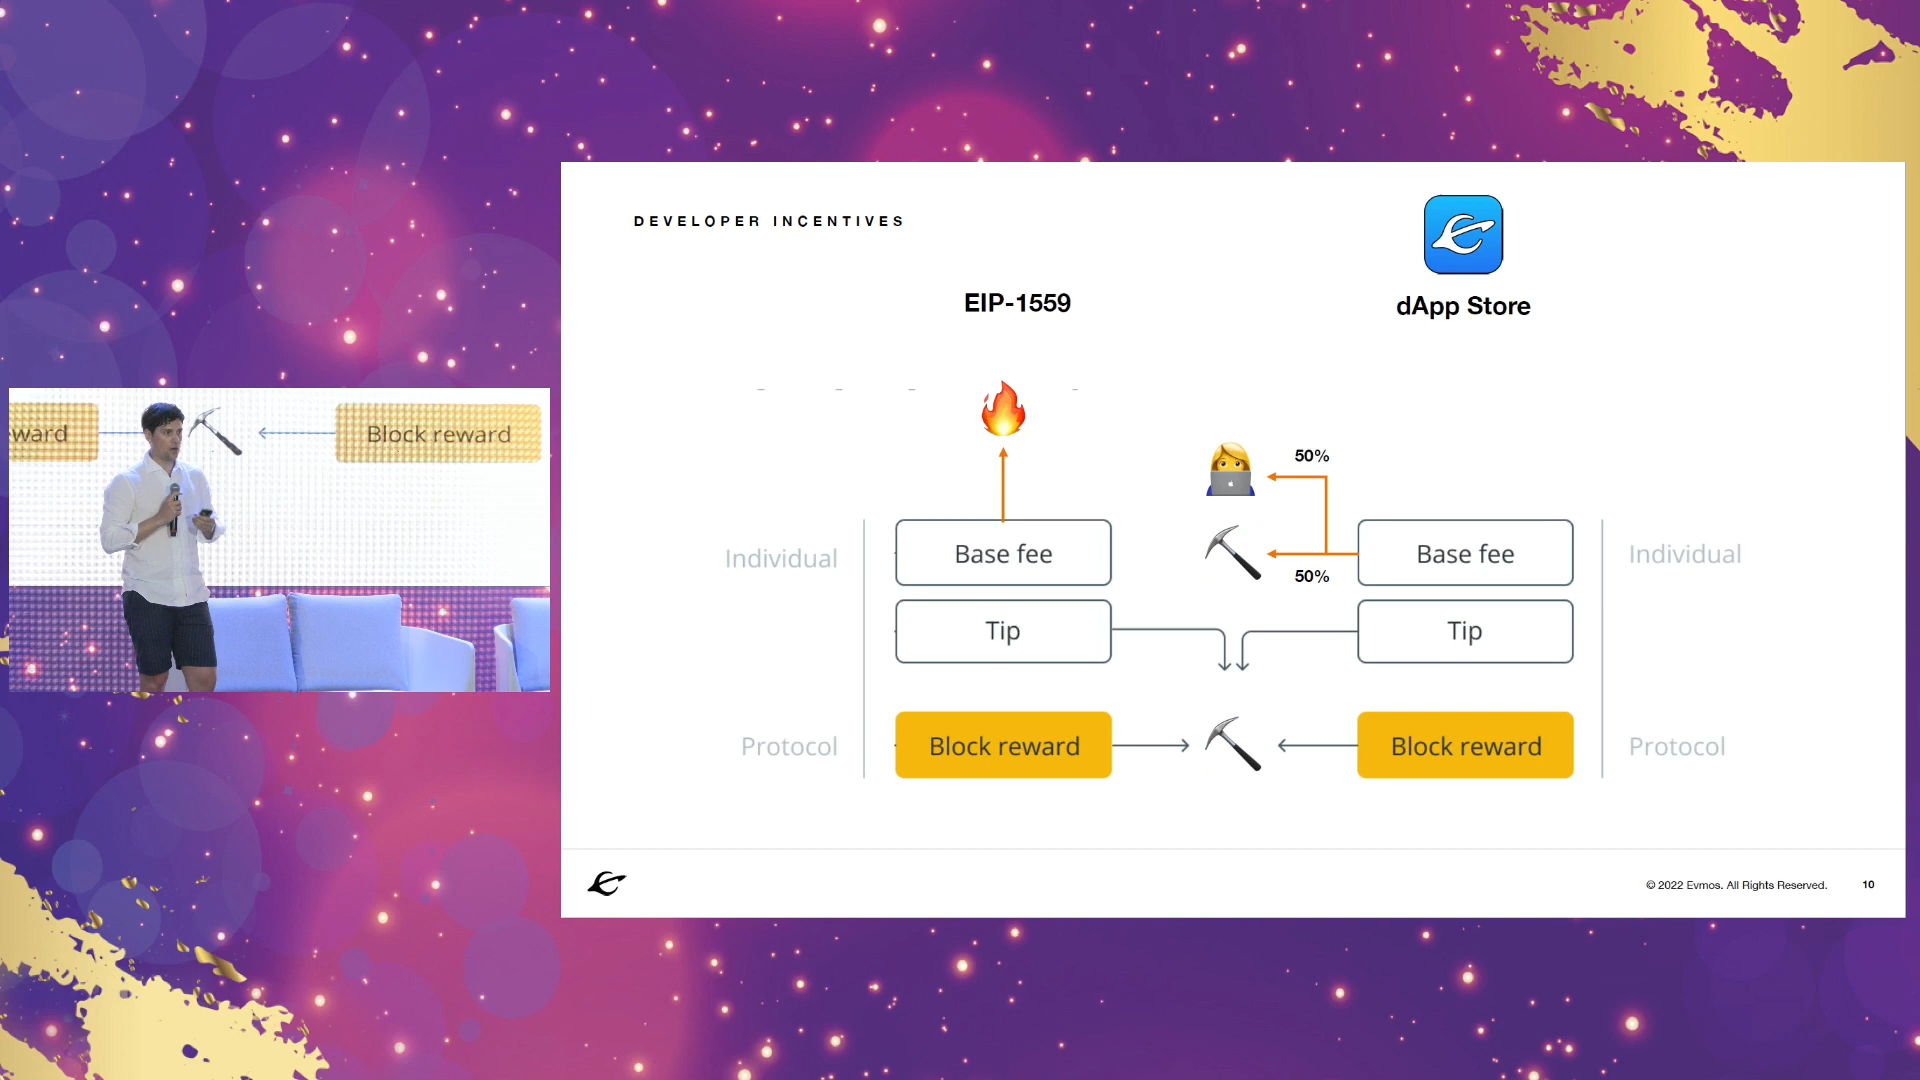 DEVELOPER INCENTIVES
EIP-1559
dApp Store
50%
Individual
Base fee
Base fee
Individual
50%
Tip
Tip
Protocol
Block reward
Block reward
Protocol
© 2022 Evmos. All Rights Reserved.
10
ward
Block reward